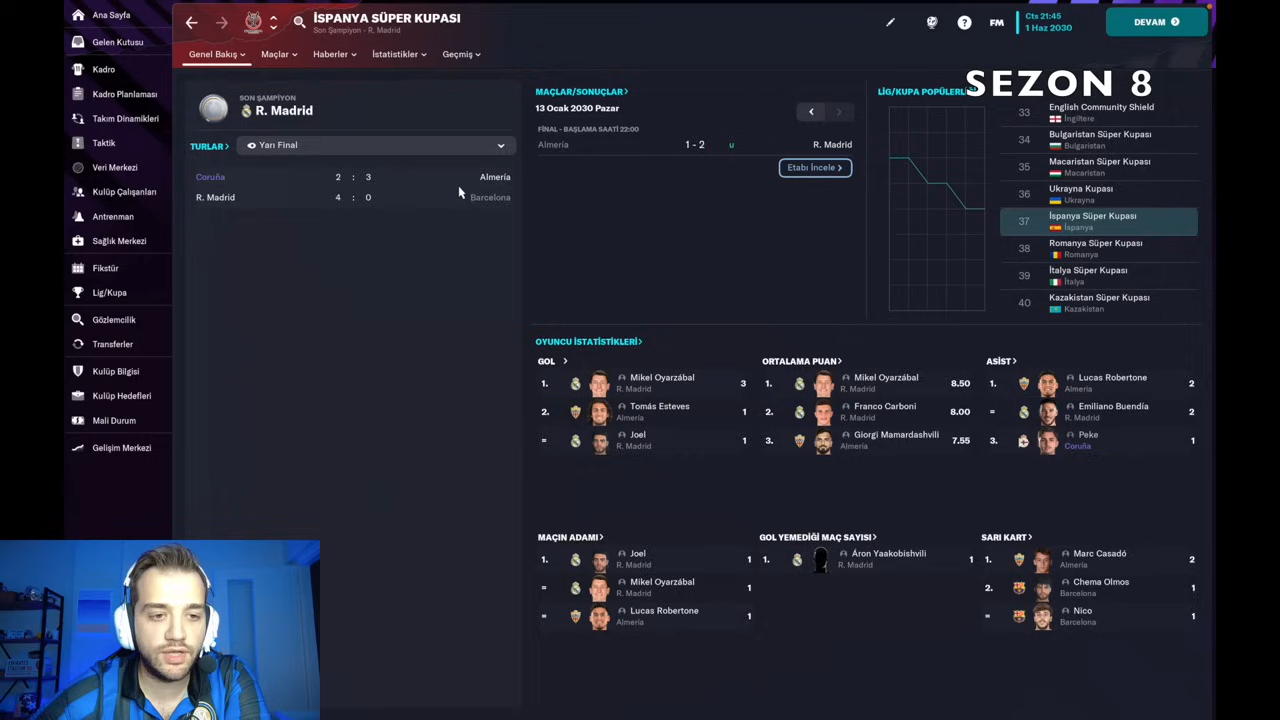 Ana Sayfa
Gelen Kutusu
Kadro
Kadro Planlaması
Takım Dinamikleri
Taktik
Veri Merkezi
Kulüp Çalışanları
Antrenman
Sağlık Merkezi
Fikstür
Lig/Kupa
Gözlemcilik
Transferler
Kulüp Bilgisi
Kulüp Hedefleri
Mali Durum
Gelişim Merkezi
İSPANYA SÜPER KUPASI
Son Şampiyon - R. Madrid
FM
Cts 21:45
1 Haz 2030
DEVAM
Genel Bakış
Maçlar
Haberler
İstatistikler
Geçmiş
SEZON 8
SON ŞAMPİYON
R. Madrid
TURLAR
Yarı Final
Coruña 2 : 3 Almería
R. Madrid 4 : 0 Barcelona
MAÇLAR/SONUÇLAR
13 Ocak 2030 Pazar
FİNAL - BAŞLAMA SAATİ 22:00
Almería 1 - 2 u R. Madrid
Etabı İncele
33 English Community Shield
İngiltere
34 Bulgaristan Süper Kupası
Bulgaristan
35 Macaristan Süper Kupası
Macaristan
36 Ukrayna Kupası
Ukrayna
37 İspanya Süper Kupası
İspanya
38 Romanya Süper Kupası
Romanya
39 İtalya Süper Kupası
İtalya
40 Kazakistan Süper Kupası
Kazakistan
OYUNCU İSTATİSTİKLERİ
GOL
1. Mikel Oyarzábal 3
R. Madrid
2. Tomás Esteves 1
Almería
= Joel 1
R. Madrid
ORTALAMA PUAN
1. Mikel Oyarzábal 8.50
R. Madrid
2. Franco Carboni 8.00
R. Madrid
3. Giorgi Mamardashvili 7.55
Almería
ASİST
1. Lucas Robertone 2
Almería
= Emiliano Buendía 2
R. Madrid
3. Peke 1
Coruña
MAÇIN ADAMI
1. Joel 1
R. Madrid
= Mikel Oyarzábal 1
R. Madrid
= Lucas Robertone 1
Almería
GOL YEMEDİĞİ MAÇ SAYISI
1. Áron Yaakobishvili 1
R. Madrid
SARI KART
1. Marc Casadó 2
Almería
2. Chema Olmos 1
Barcelona
= Nico 1
Barcelona